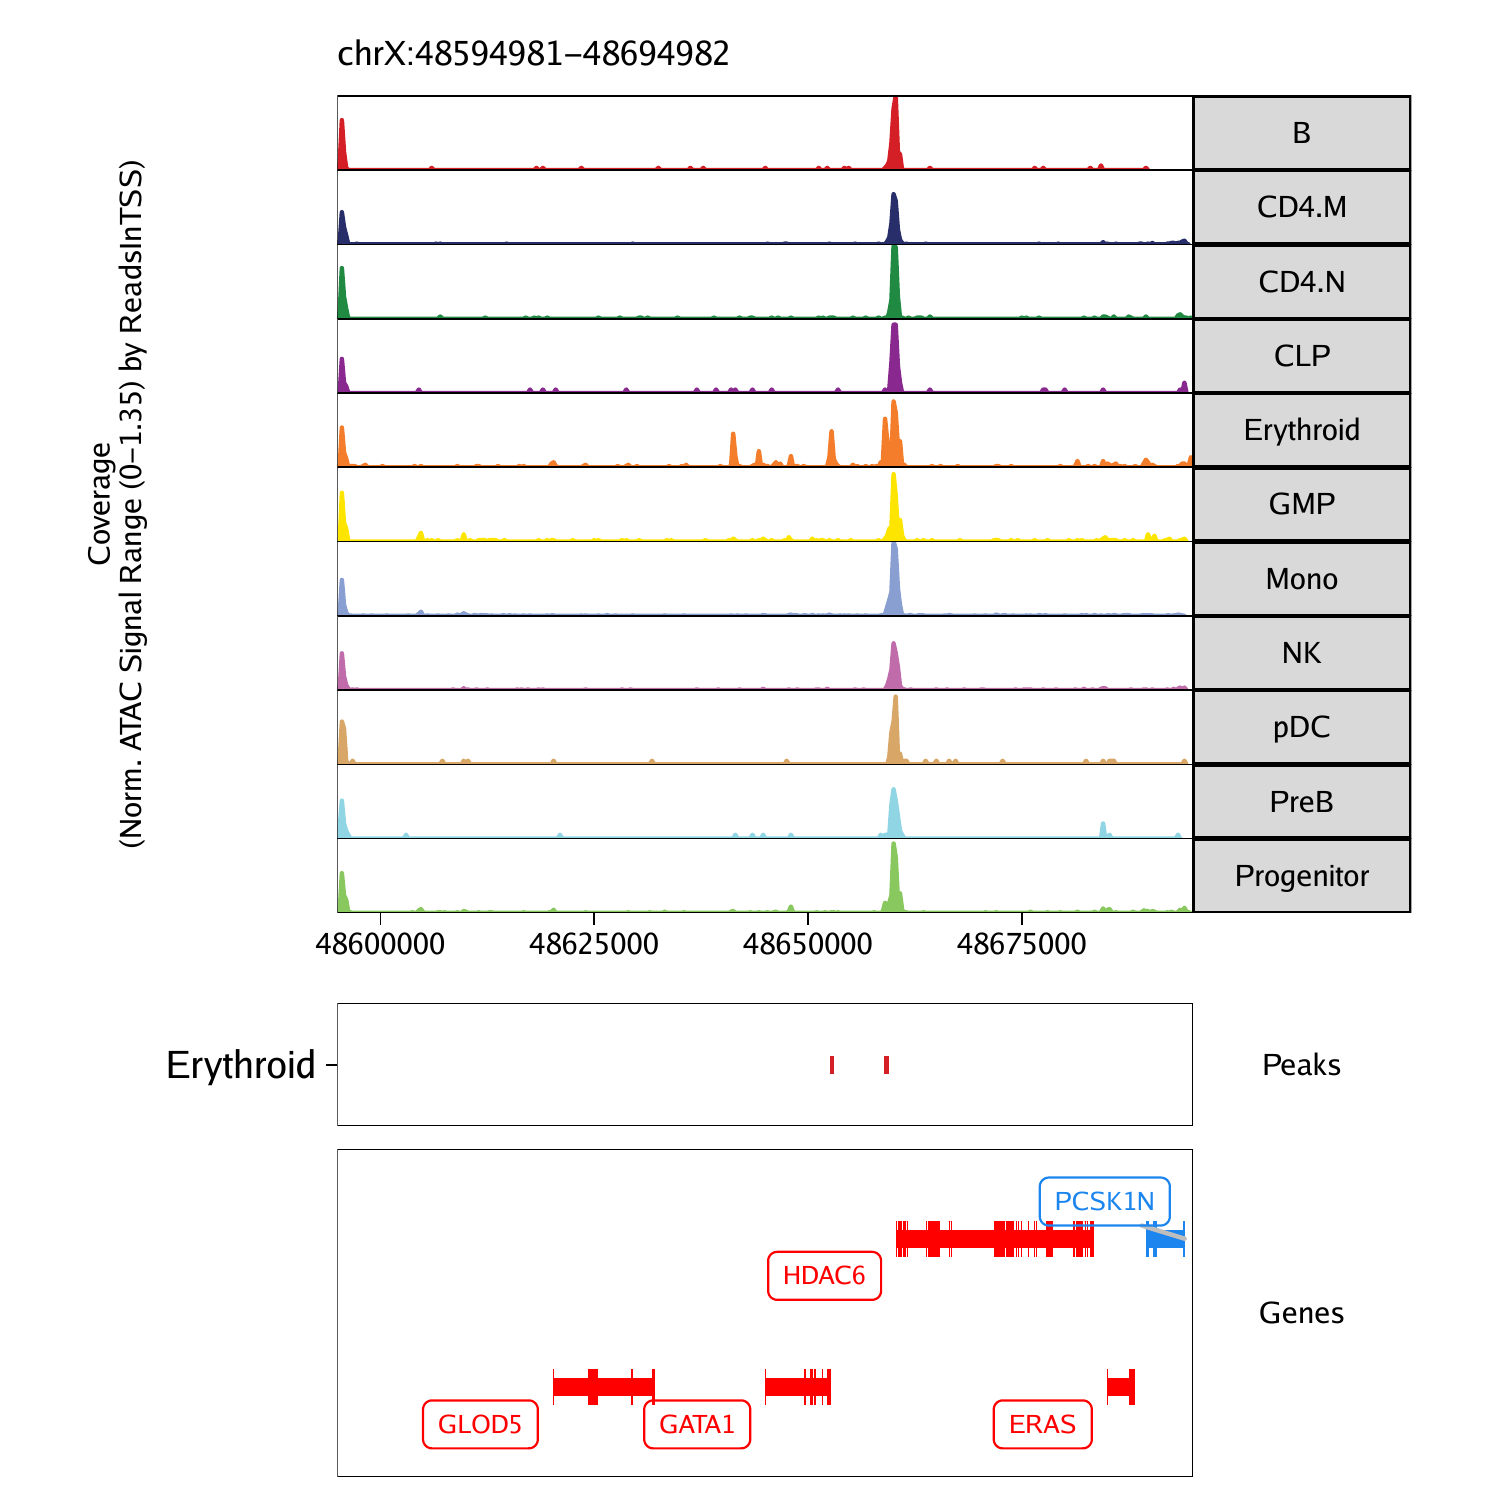 chrX:48594981−48694982
Coverage
(Norm. ATAC Signal Range (0−1.35) by ReadsInTSS)
B
CD4.M
CD4.N
CLP
Erythroid
GMP
Mono
NK
pDC
PreB
Progenitor
48600000 48625000 48650000 48675000
Erythroid
Peaks
PCSK1N
HDAC6
Genes
GLOD5 GATA1 ERAS